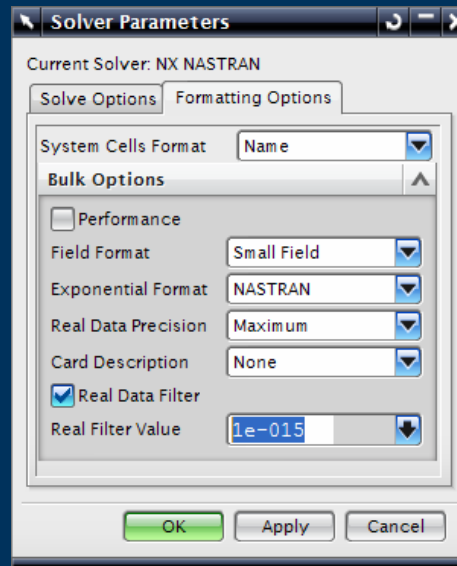 Solver Parameters
Current Solver: NX NASTRAN
Solve Options Formatting Options
System Cells Format Name
Bulk Options
Performance
Field Format Small Field
Exponential Format NASTRAN
Real Data Precision Maximum
Card Description None
Real Data Filter
Real Filter Value 1e-015
OK Apply Cancel